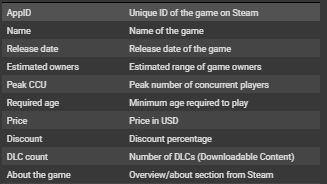 AppID Unique ID of the game on Steam
Name Name of the game
Release date Release date of the game
Estimated owners Estimated range of game owners
Peak CCU Peak number of concurrent players
Required age Minimum age required to play
Price Price in USD
Discount Discount percentage
DLC count Number of DLCs (Downloadable Content)
About the game Overview/about section from Steam